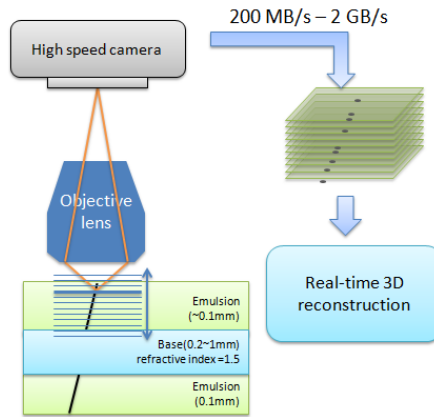 200 MB/s – 2 GB/s
High speed camera
Objective
lens
Real-time 3D
reconstruction
Emulsion
(~0.1mm)
Base(0.2~1mm)
refractive index=1.5
Emulsion
(0.1mm)